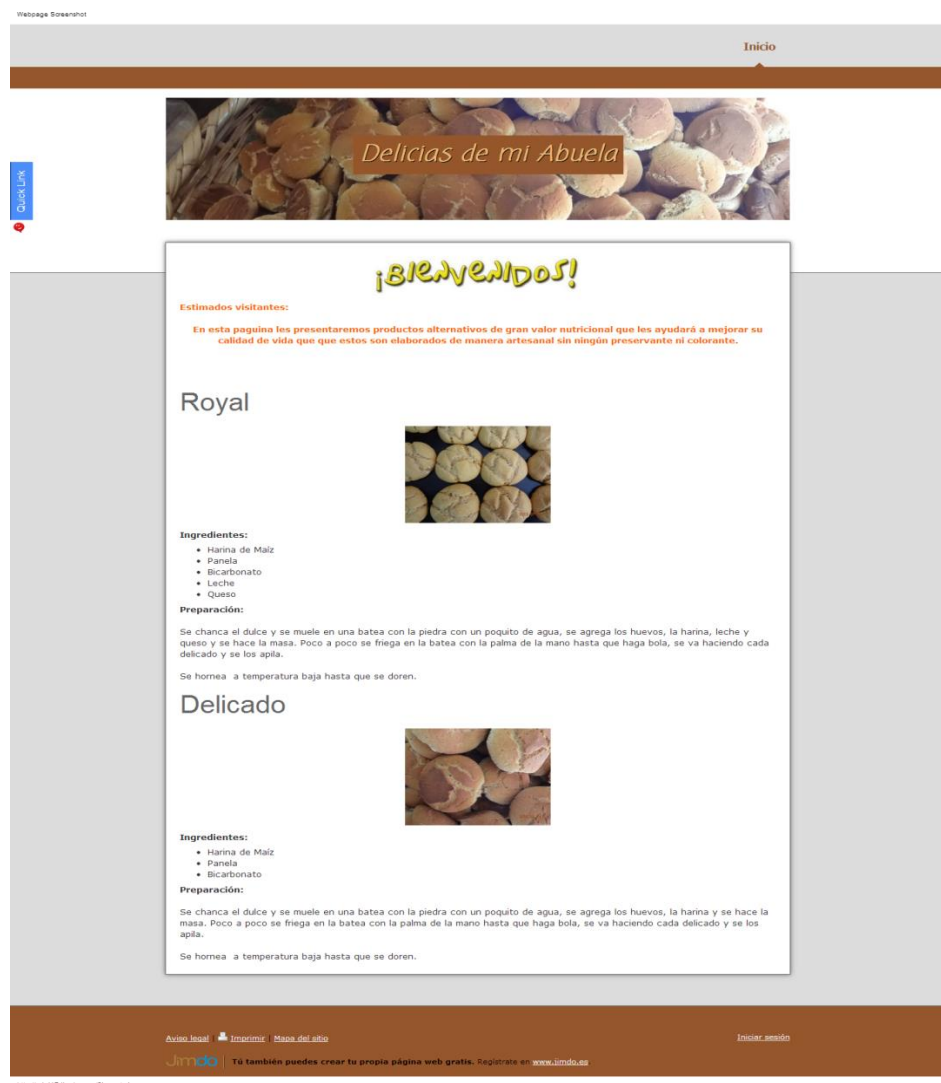 Webpage Screenshot
Inicio
Delicias de mi Abuela
Quick Link
¡BIENVENIDOS!
Estimados visitantes:
En esta paguina les presentaremos productos alternativos de gran valor nutricional que les ayudará a mejorar su
calidad de vida que que estos son elaborados de manera artesanal sin ningún preservante ni colorante.
Royal
Ingredientes:
• Harina de Maíz
• Panela
• Bicarbonato
• Leche
• Queso
Preparación:
Se chanca el dulce y se muele en una batea con la piedra con un poquito de agua, se agrega los huevos, la harina, leche y
queso y se hace la masa. Poco a poco se friega en la batea con la palma de la mano hasta que haga bola, se va haciendo cada
delicado y se los apila.
Se hornea a temperatura baja hasta que se doren.
Delicado
Ingredientes:
• Harina de Maíz
• Panela
• Bicarbonato
Preparación:
Se chanca el dulce y se muele en una batea con la piedra con un poquito de agua, se agrega los huevos, la harina y se hace la
masa. Poco a poco se friega en la batea con la palma de la mano hasta que haga bola, se va haciendo cada delicado y se los
apila.
Se hornea a temperatura baja hasta que se doren.
Aviso legal | Imprimir | Mapa del sitio
Iniciar sesión
Jimdo | Tú también puedes crear tu propia página web gratis. Regístrate en www.jimdo.es